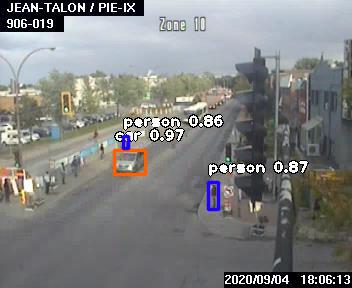 JEAN-TALON / PIE-IX
906-019
Zone 10
person 0.86
car 0.97
person 0.87
2020/09/04 18:06:13